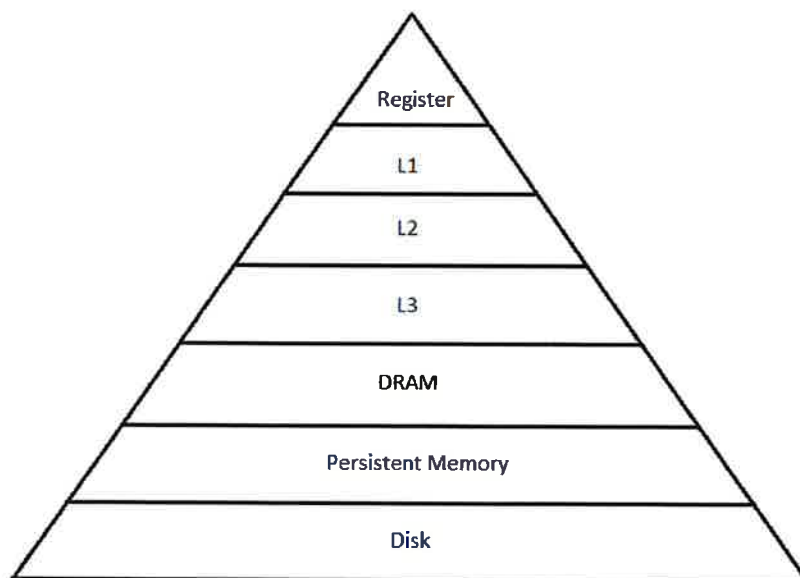 Register
L1
L2
L3
DRAM
Persistent Memory
Disk